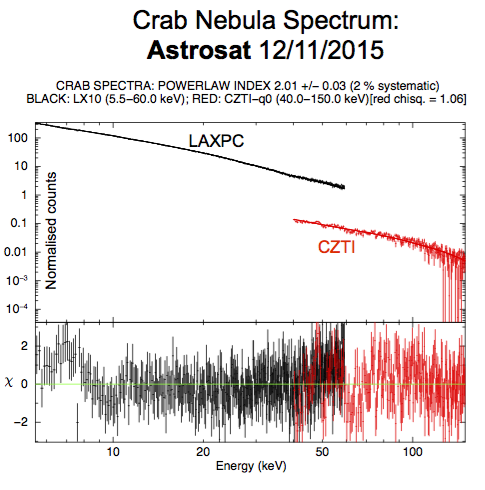 Crab Nebula Spectrum:
Astrosat 12/11/2015
CRAB SPECTRA: POWERLAW INDEX 2.01 +/- 0.03 (2 % systematic)
BLACK: LX10 (5.5-60.0 keV); RED: CZTI-q0 (40.0-150.0 keV)[red chisq. = 1.06]
LAXPC
CZTI
Normalised counts
100
10
1
0.1
0.01
10⁻³
10⁻⁴
χ
2
0
−2
10
20
50
100
Energy (keV)